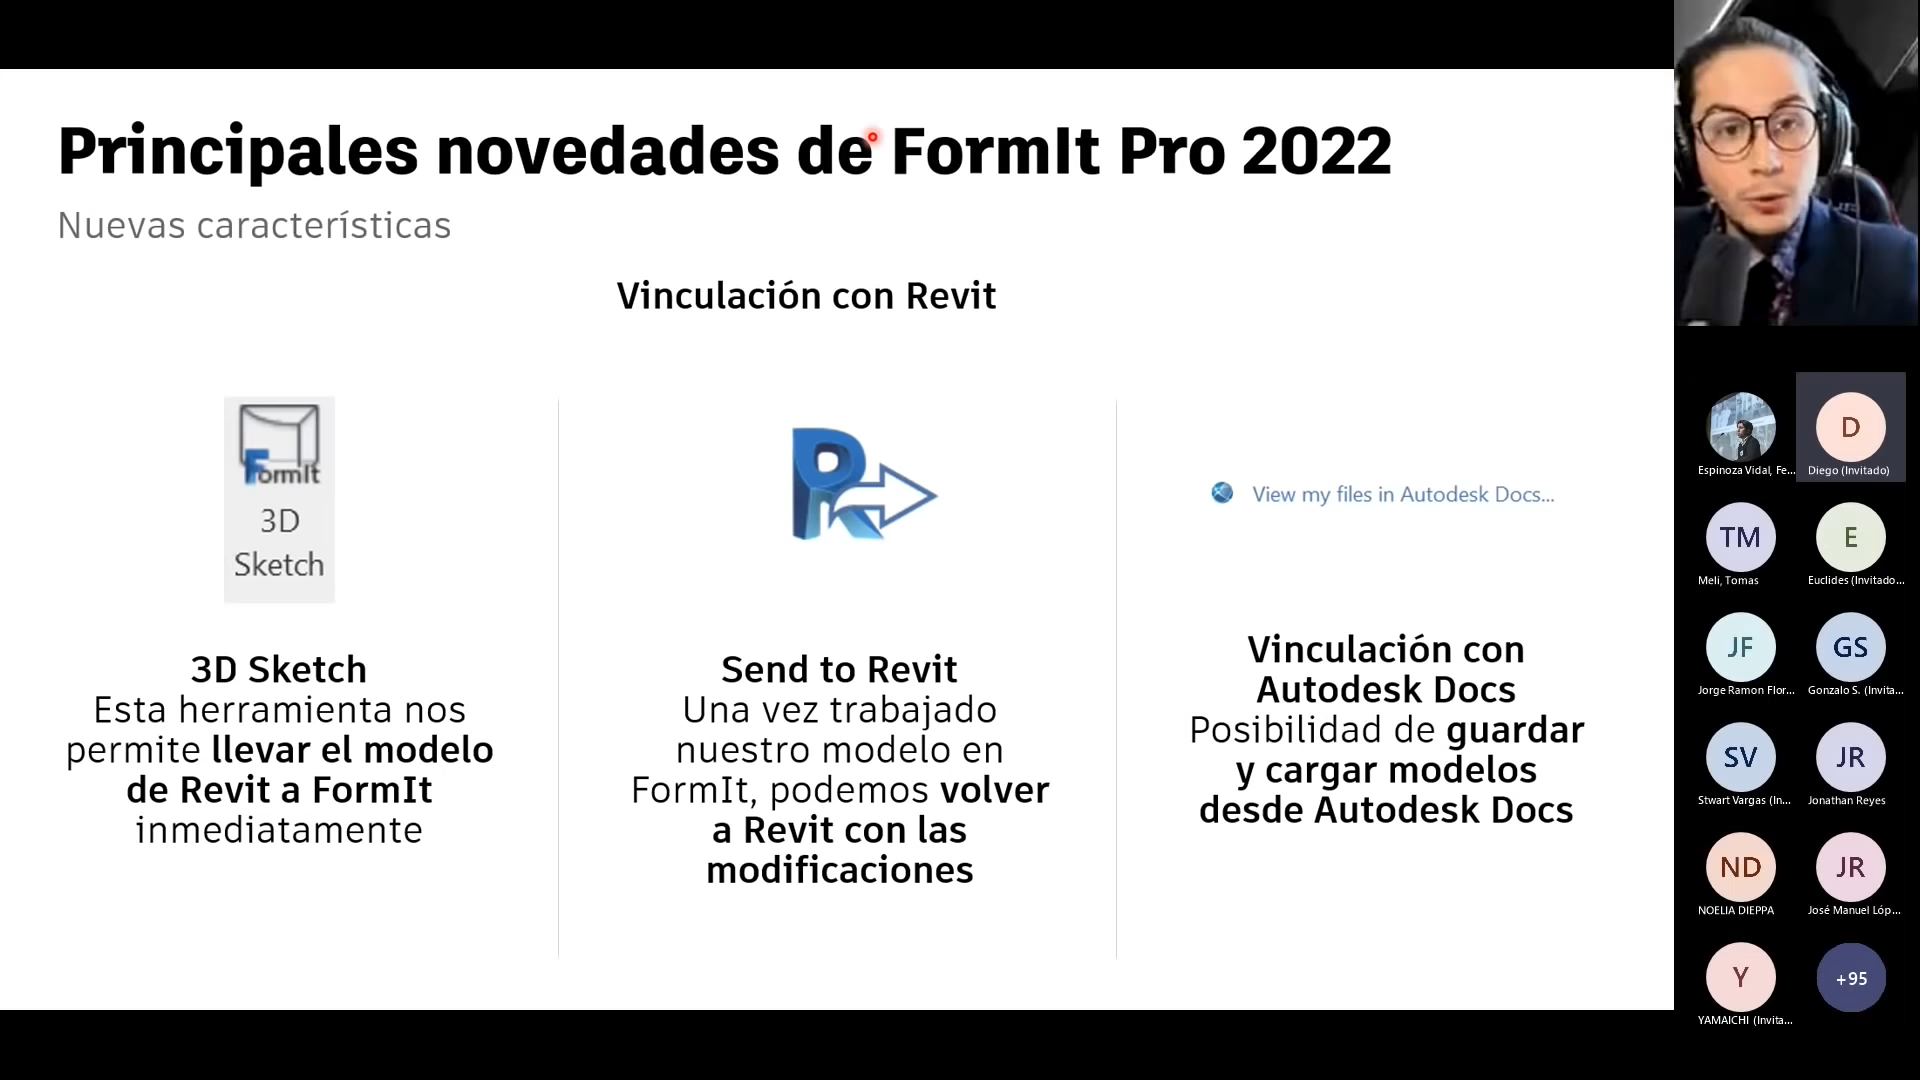 Principales novedades de FormIt Pro 2022
Nuevas características
Vinculación con Revit
FormIt
3D
Sketch
3D Sketch
Esta herramienta nos
permite llevar el modelo
de Revit a FormIt
inmediatamente
R
Send to Revit
Una vez trabajado
nuestro modelo en
FormIt, podemos volver
a Revit con las
modificaciones
View my files in Autodesk Docs...
Vinculación con
Autodesk Docs
Posibilidad de guardar
y cargar modelos
desde Autodesk Docs
Espinoza Vidal, Fe...
D
Diego (Invitado)
TM
Meli, Tomas
E
Euclides (Invitado...
JF
Jorge Ramon Flor...
GS
Gonzalo S. (Invita...
SV
Stwart Vargas (In...
JR
Jonathan Reyes
ND
NOELIA DIEPPA
JR
José Manuel Lóp...
Y
YAMAICHI (Invita...
+95